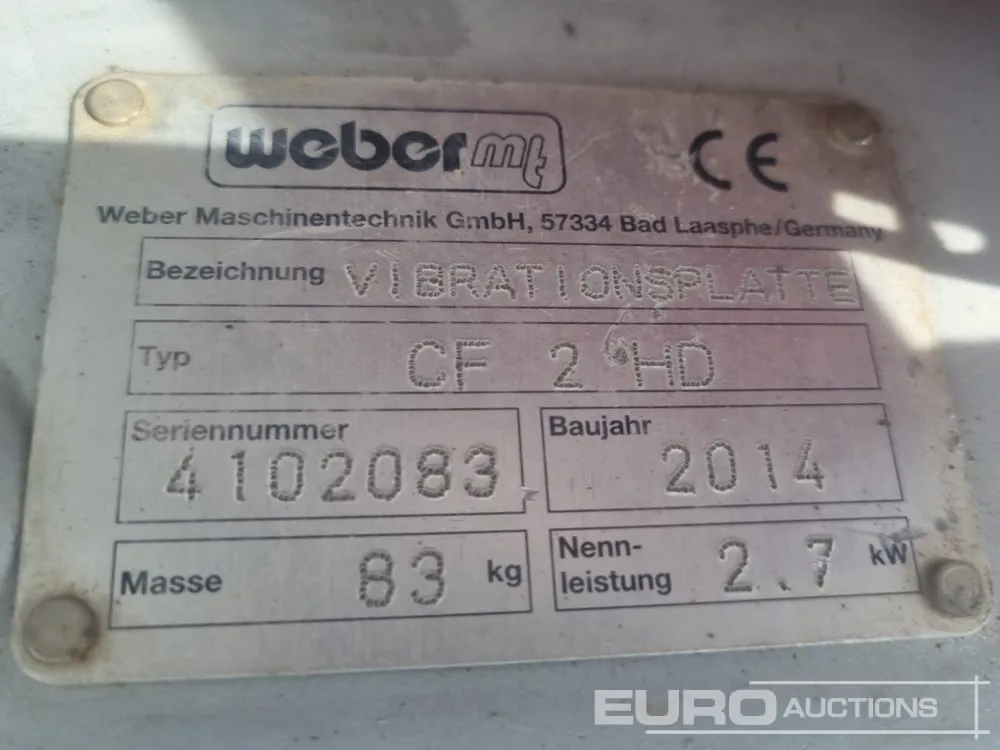 weber mt CE
Weber Maschinentechnik GmbH, 57334 Bad Laasphe/Germany
Bezeichnung VIBRATIONSPLATTE
Typ CF 2 HD
Seriennummer 4102083
Baujahr 2014
Masse 83 kg
Nenn-
leistung 2.7 kW
EURO AUCTIONS